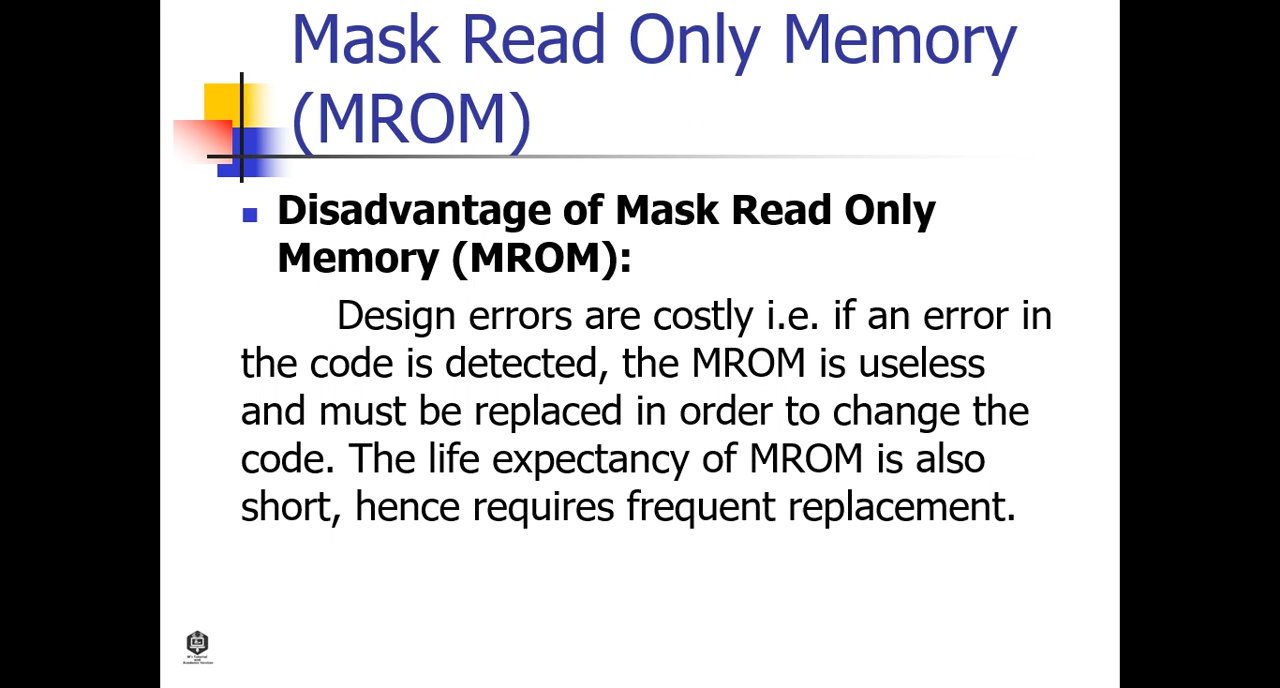 Mask Read Only Memory
(MROM)
Disadvantage of Mask Read Only
Memory (MROM):
Design errors are costly i.e. if an error in
the code is detected, the MROM is useless
and must be replaced in order to change the
code. The life expectancy of MROM is also
short, hence requires frequent replacement.